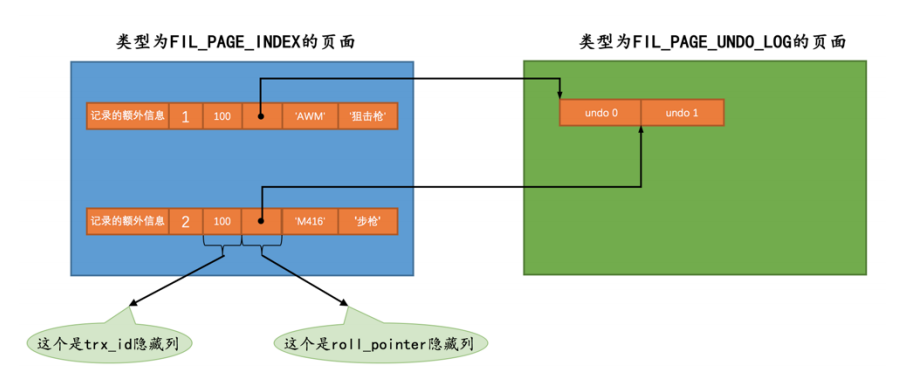 类型为FIL_PAGE_INDEX的页面
类型为FIL_PAGE_UNDO_LOG的页面
记录的额外信息 1 100 'AWM' '狙击枪'
undo 0 undo 1
记录的额外信息 2 100 'M416' '步枪'
这个是trx_id隐藏列
这个是roll_pointer隐藏列